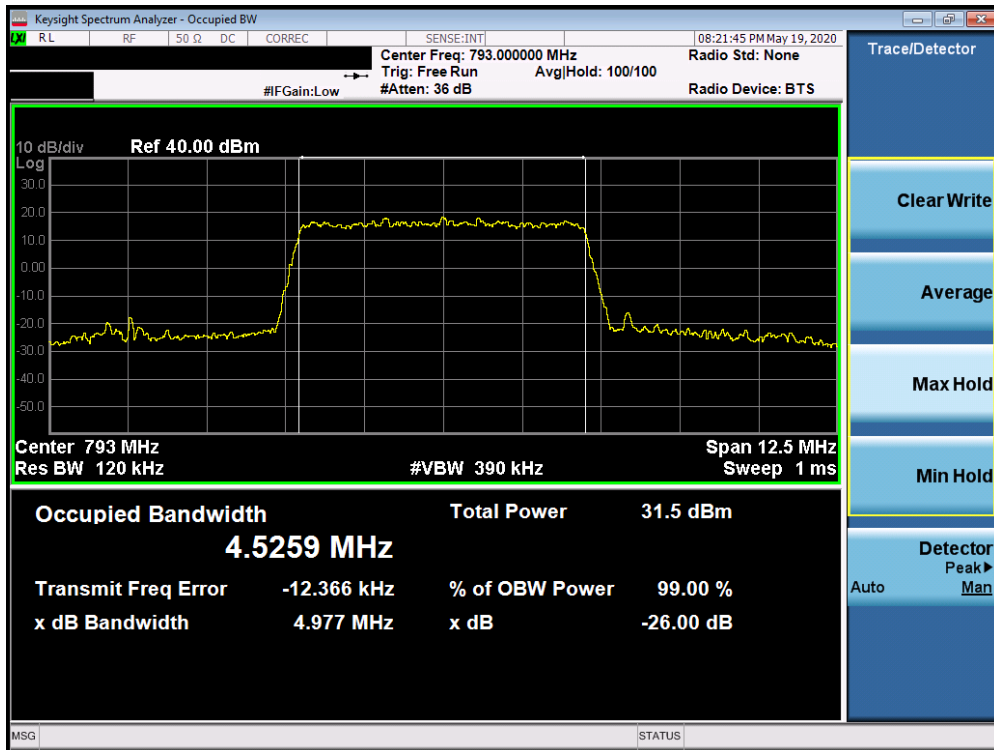 Keysight Spectrum Analyzer - Occupied BW
LXI RL RF 50 Ω DC CORREC SENSE:INT 08:21:45 PM May 19, 2020
Center Freq: 793.000000 MHz Radio Std: None
Trig: Free Run Avg|Hold: 100/100
#IFGain:Low #Atten: 36 dB Radio Device: BTS
10 dB/div Ref 40.00 dBm
Log
30.0
20.0
10.0
0.00
-10.0
-20.0
-30.0
-40.0
-50.0
Center 793 MHz Span 12.5 MHz
Res BW 120 kHz #VBW 390 kHz Sweep 1 ms
Occupied Bandwidth Total Power 31.5 dBm
4.5259 MHz
Transmit Freq Error -12.366 kHz % of OBW Power 99.00 %
x dB Bandwidth 4.977 MHz x dB -26.00 dB
MSG STATUS
Trace/Detector
Clear Write
Average
Max Hold
Min Hold
Detector
Peak▶
Auto Man